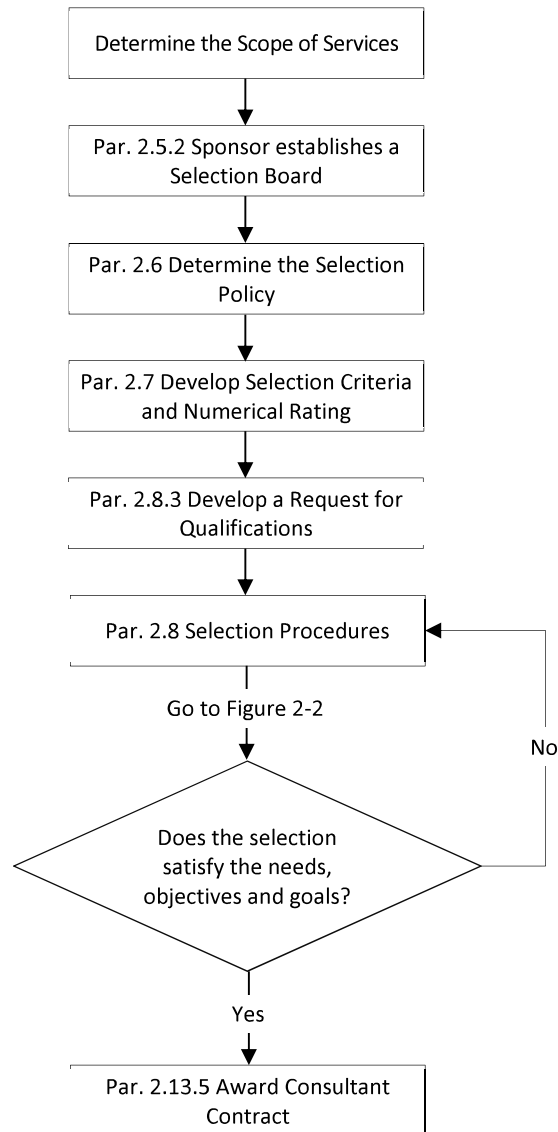 Determine the Scope of Services
Par. 2.5.2 Sponsor establishes a
Selection Board
Par. 2.6 Determine the Selection
Policy
Par. 2.7 Develop Selection Criteria
and Numerical Rating
Par. 2.8.3 Develop a Request for
Qualifications
Par. 2.8 Selection Procedures
Go to Figure 2-2
No
Does the selection
satisfy the needs,
objectives and goals?
Yes
Par. 2.13.5 Award Consultant
Contract